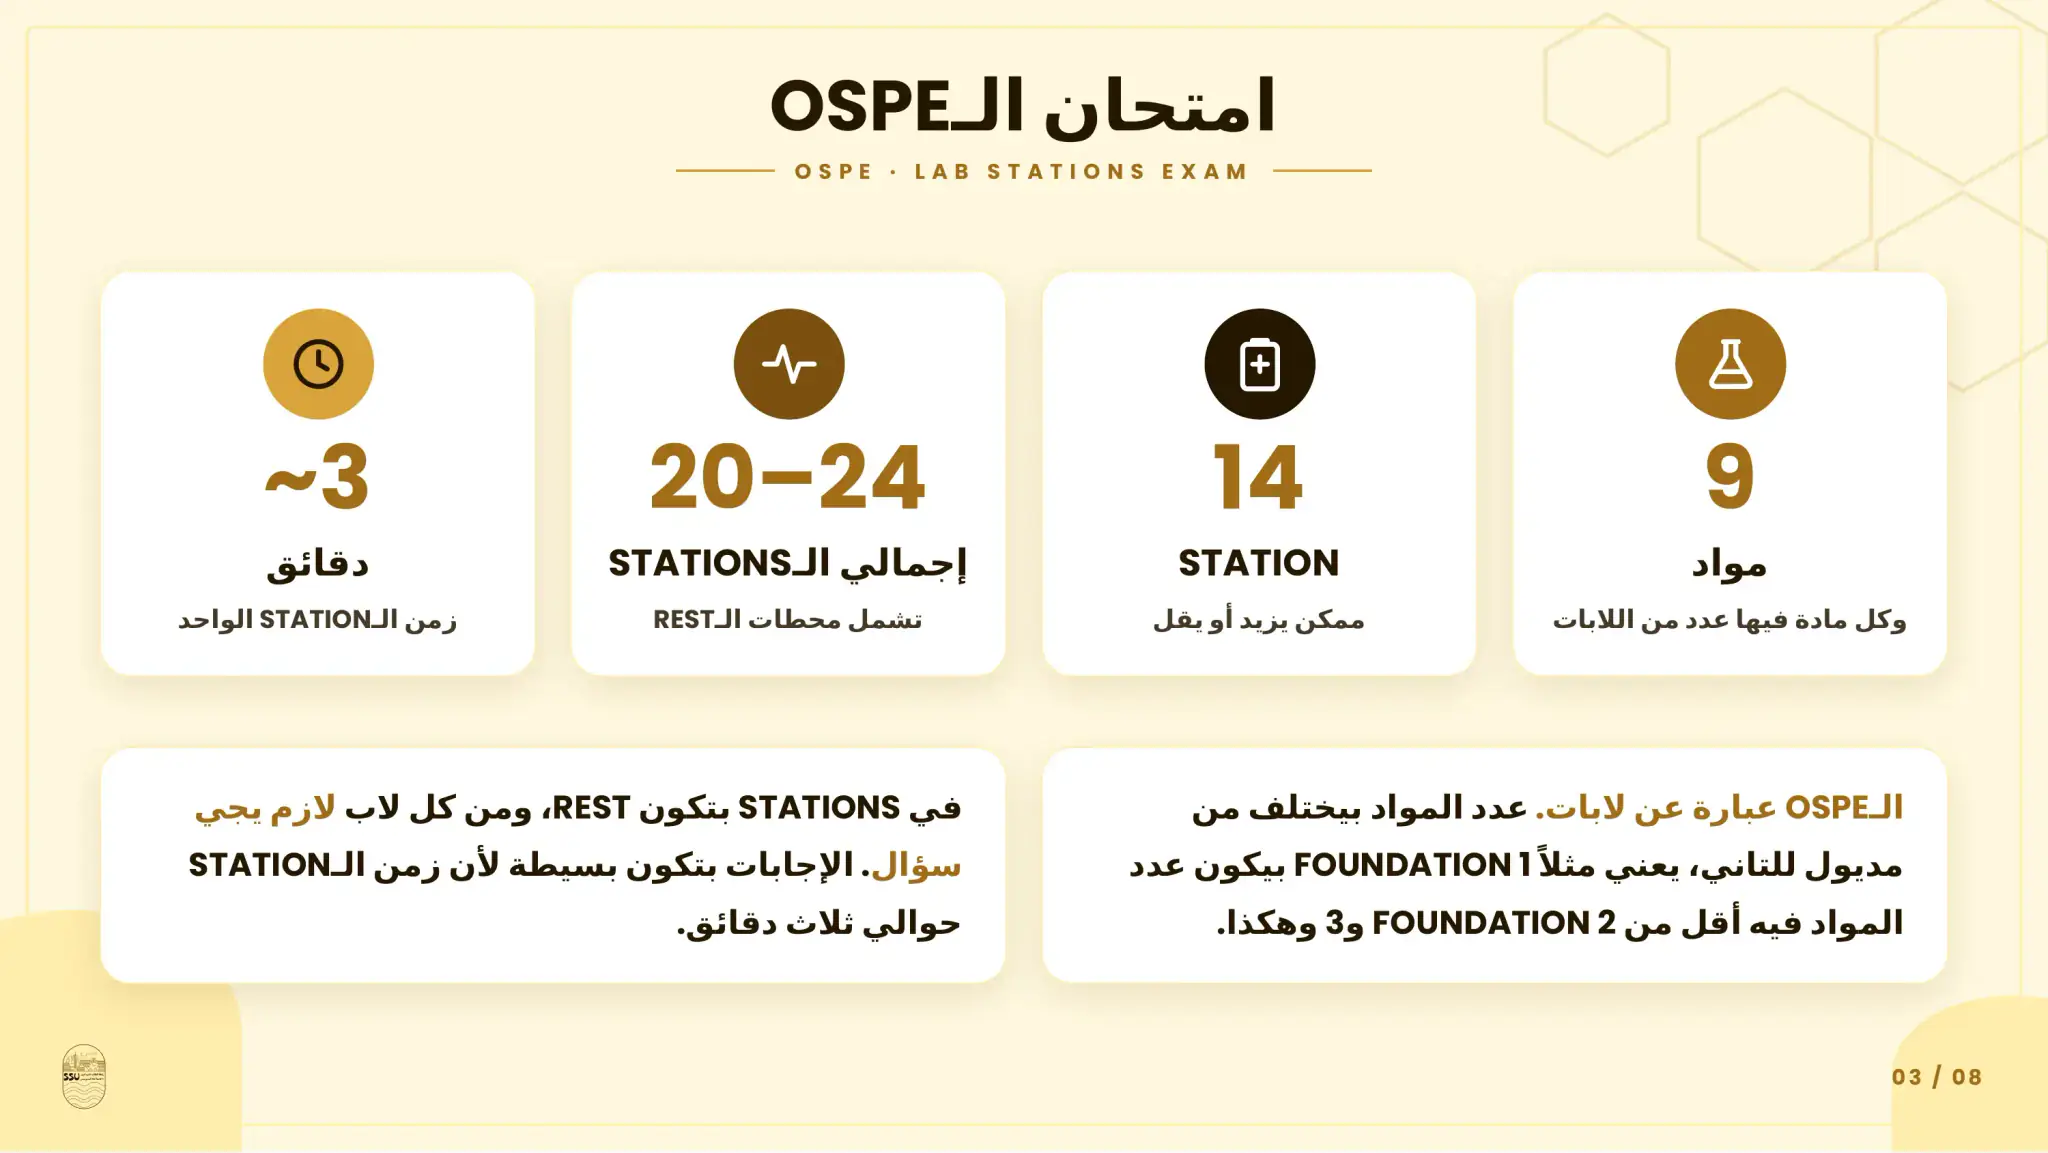 امتحان الـOSPE
OSPE · LAB STATIONS EXAM
9
مواد
وكل مادة فيها عدد من اللابات
14
STATION
ممكن يزيد أو يقل
20–24
إجمالي الـSTATIONS
تشمل محطات الـREST
~3
دقائق
زمن الـSTATION الواحد
الـOSPE عبارة عن لابات. عدد المواد بيختلف من
مديول للتاني، يعني مثلاً FOUNDATION 1 بيكون عدد
المواد فيه أقل من FOUNDATION 2 و3 وهكذا.
في STATIONS بتكون REST، ومن كل لاب لازم يجي
سؤال. الإجابات بتكون بسيطة لأن زمن الـSTATION
حوالي ثلاث دقائق.
SSU
03 / 08